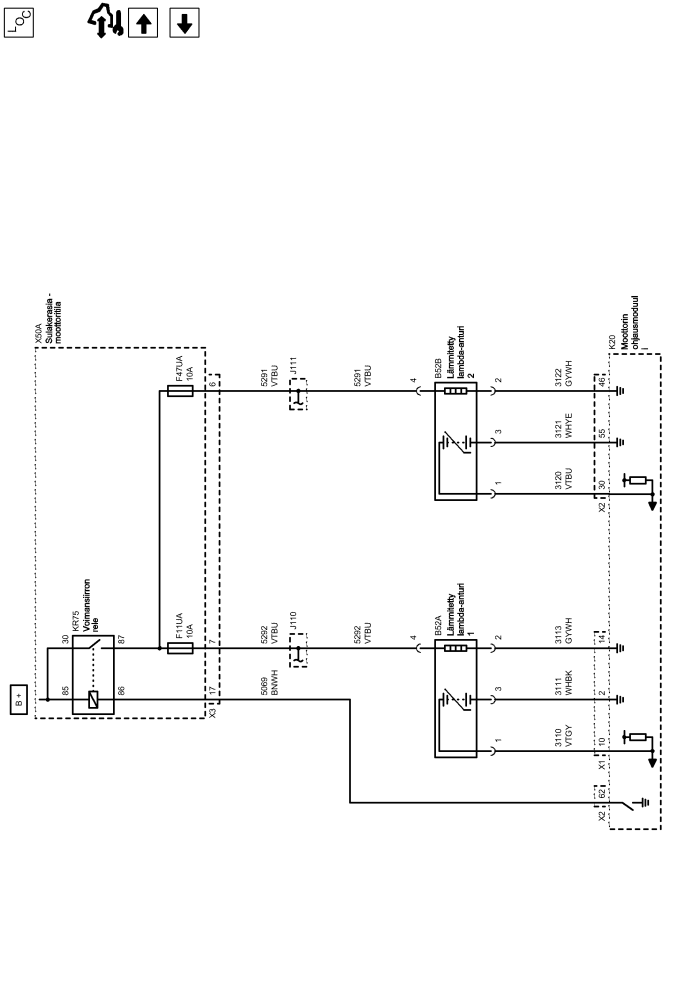 LOC
X50A
Sulakerasia -
moottoritila
B +
KR75
Voimansiirron
rele
30
87
85
86
F47UA
10A
F11UA
10A
6
7
17
X3
5291
VTBU
J111
5291
VTBU
5292
VTBU
J110
5292
VTBU
5069
BNWH
4
B52B
Lämmitetty
lambda-anturi
2
2
3
1
4
B52A
Lämmitetty
lambda-anturi
1
2
3
1
3122
GYWH
3121
WHYE
3120
VTBU
3113
GYWH
3111
WHBK
3110
VTGY
K20
Moottorin
ohjausmoduul
i
46
55
30
X2
14
2
10
X1
62
X2